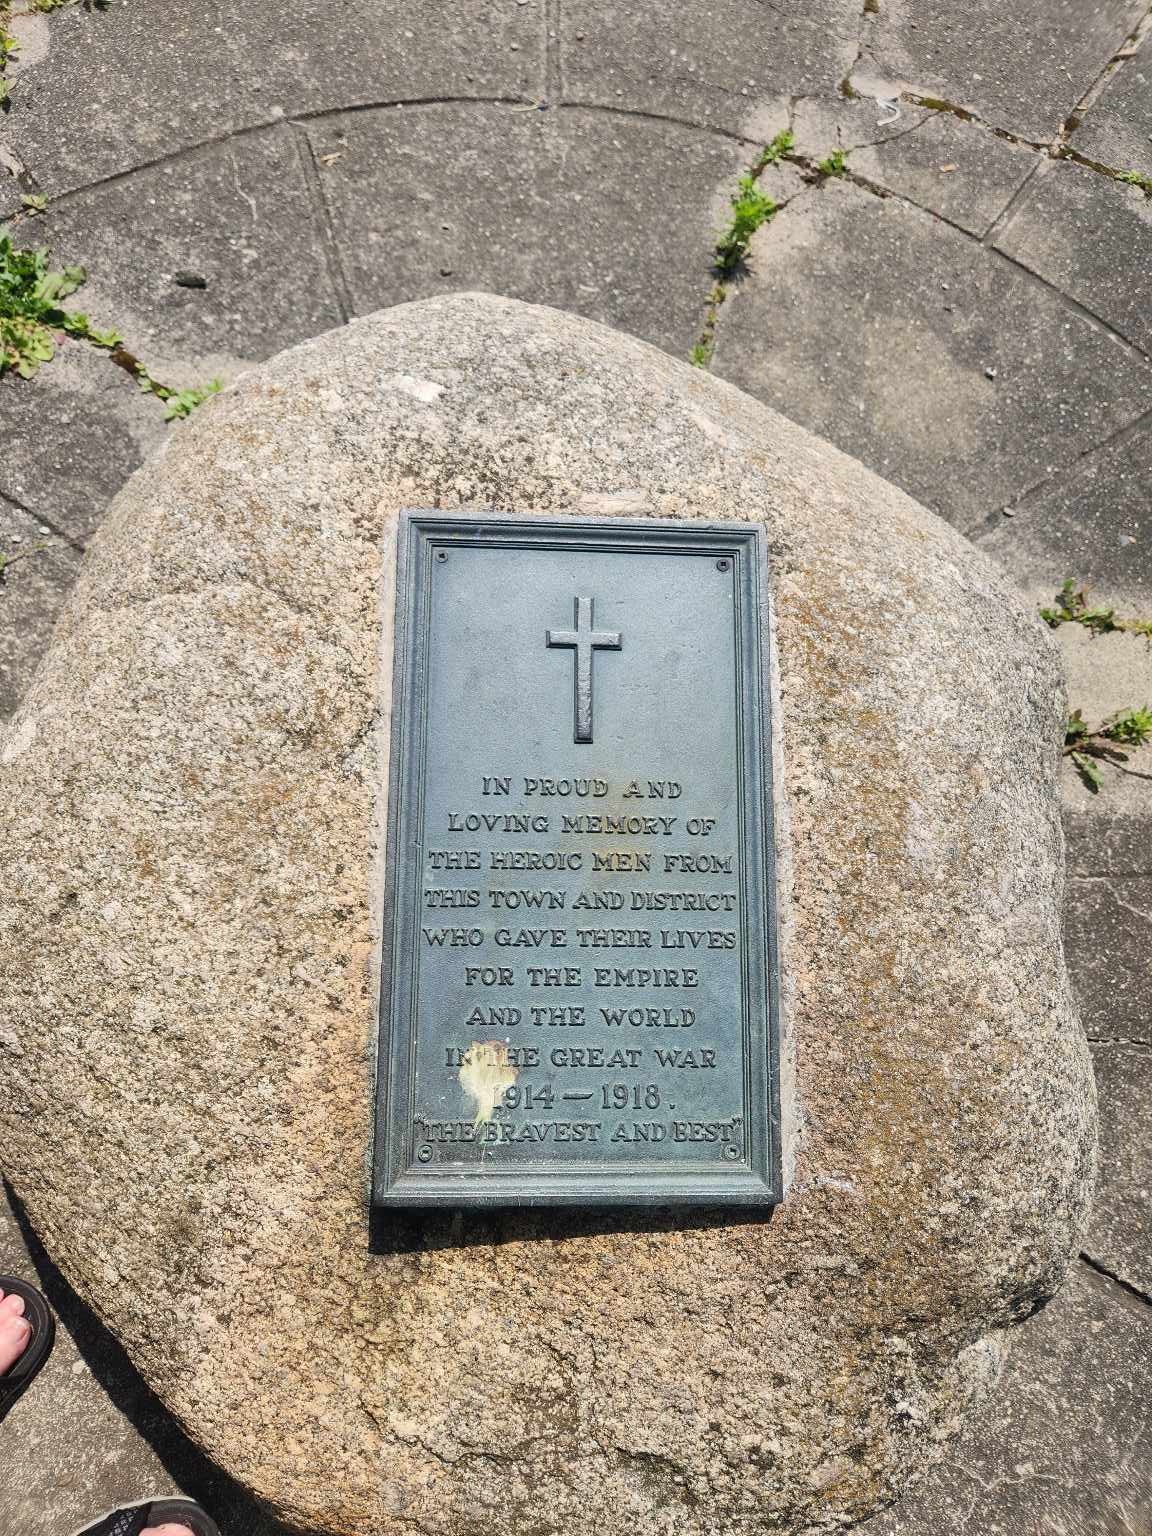 IN PROUD AND
LOVING MEMORY OF
THE HEROIC MEN FROM
THIS TOWN AND DISTRICT
WHO GAVE THEIR LIVES
FOR THE EMPIRE
AND THE WORLD
IN THE GREAT WAR
1914 — 1918.
"THE BRAVEST AND BEST"